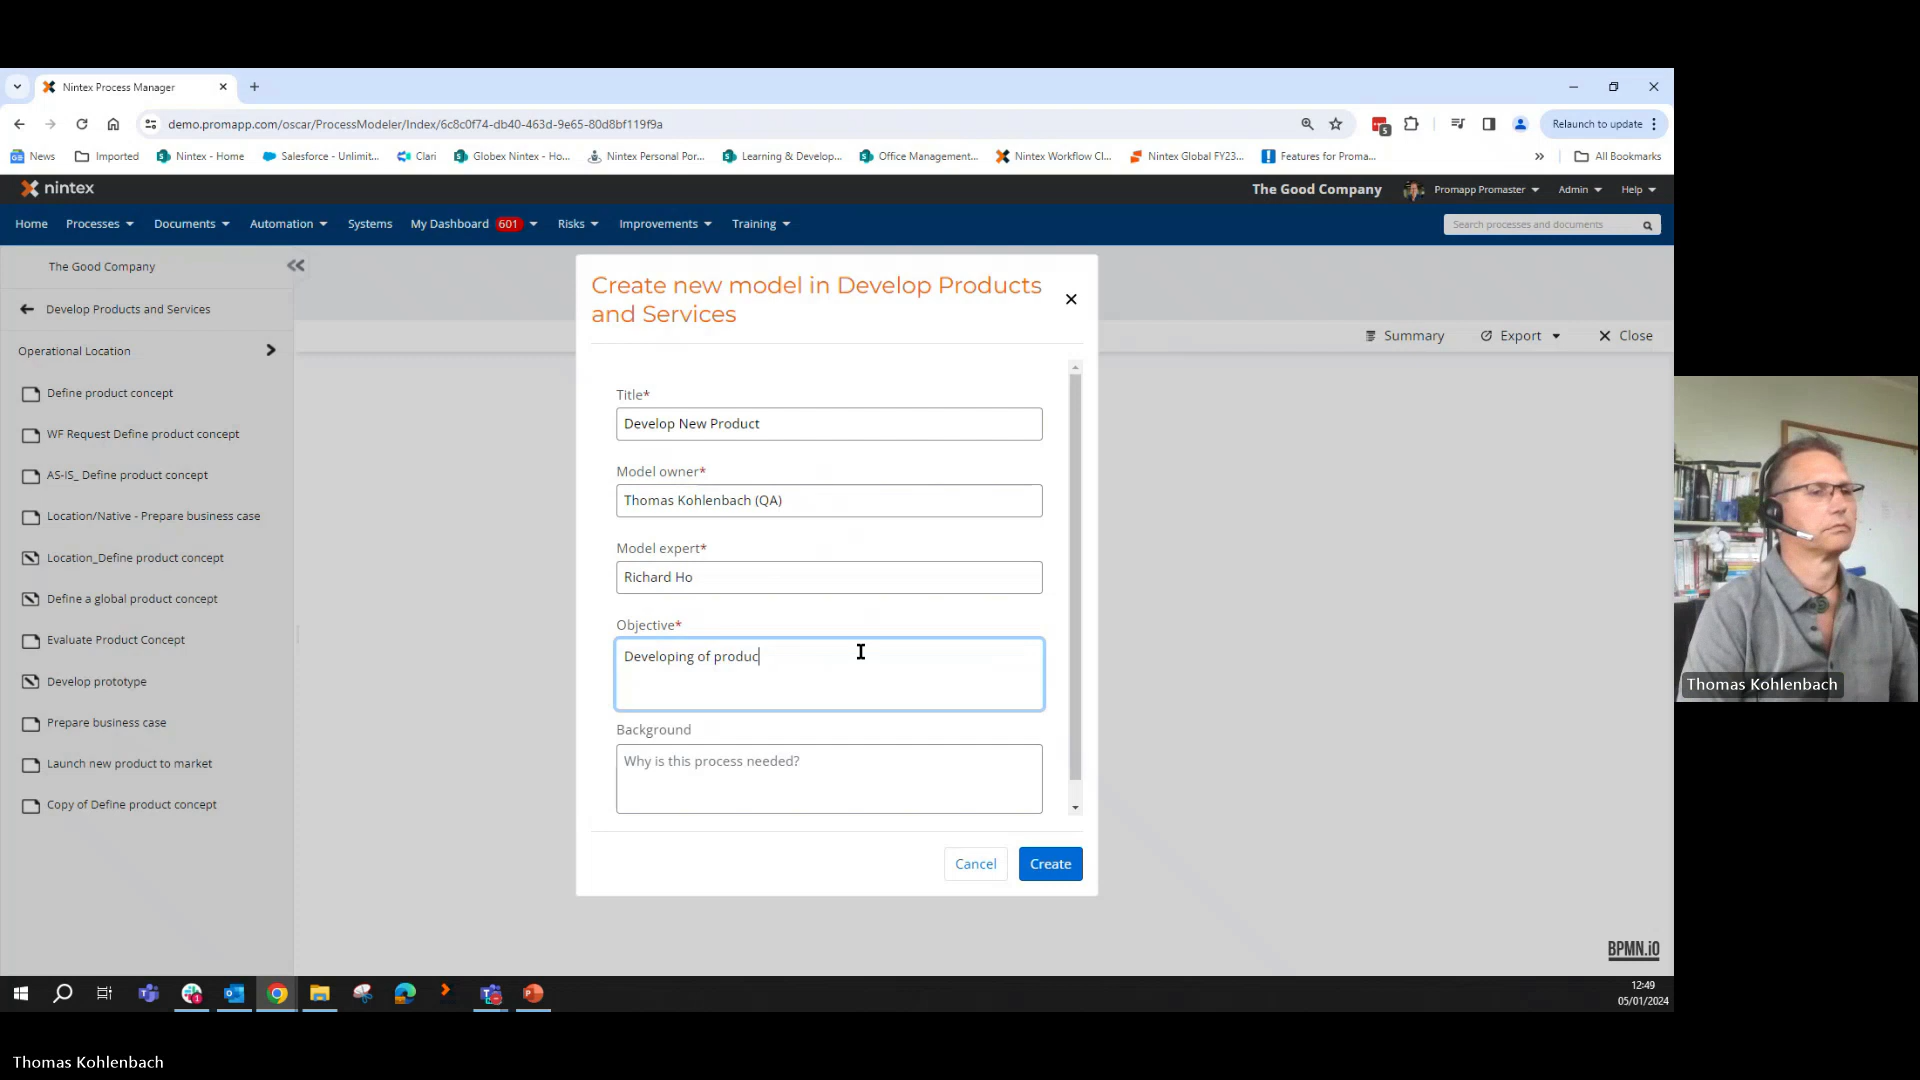 Nintex Process Manager
demo.promapp.com/oscar/ProcessModeler/Index/6c8c0f74-db40-463d-9e65-80d8bf119f9a
5
Relaunch to update
News
Imported
Nintex - Home
Salesforce - Unlimit...
Clari
Globex Nintex - Ho...
Nintex Personal Por...
Learning & Develop...
Office Management...
Nintex Workflow Cl...
Nintex Global FY23...
Features for Proma...
All Bookmarks
nintex
The Good Company
Promapp Promaster
Admin
Help
Home
Processes
Documents
Automation
Systems
My Dashboard
601
Risks
Improvements
Training
Search processes and documents
The Good Company
Develop Products and Services
Operational Location
Define product concept
WF Request Define product concept
AS-IS_ Define product concept
Location/Native - Prepare business case
Location_Define product concept
Define a global product concept
Evaluate Product Concept
Develop prototype
Prepare business case
Launch new product to market
Copy of Define product concept
Create new model in Develop Products
and Services
Title*
Develop New Product
Model owner*
Thomas Kohlenbach (QA)
Model expert*
Richard Ho
Objective*
Developing of produc
Background
Why is this process needed?
Cancel
Create
Summary
Export
Close
BPMN.iO
12:49
05/01/2024
Thomas Kohlenbach
Thomas Kohlenbach